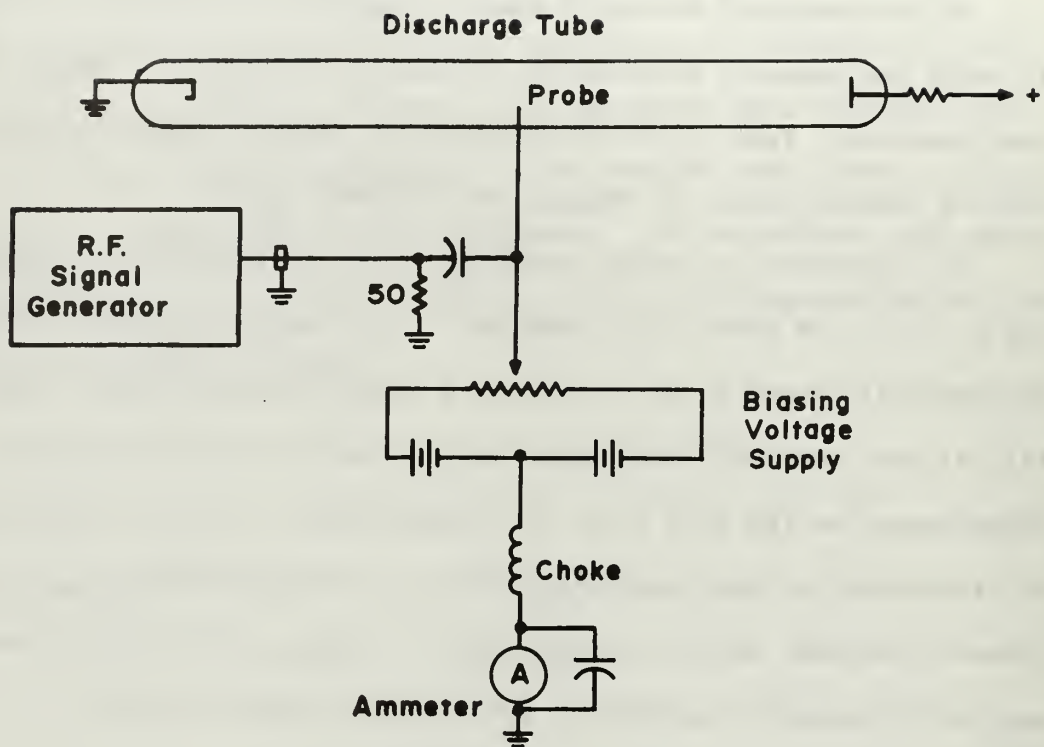 Discharge Tube
Probe
+
R.F.
Signal
Generator
50
Biasing
Voltage
Supply
Choke
A
Ammeter